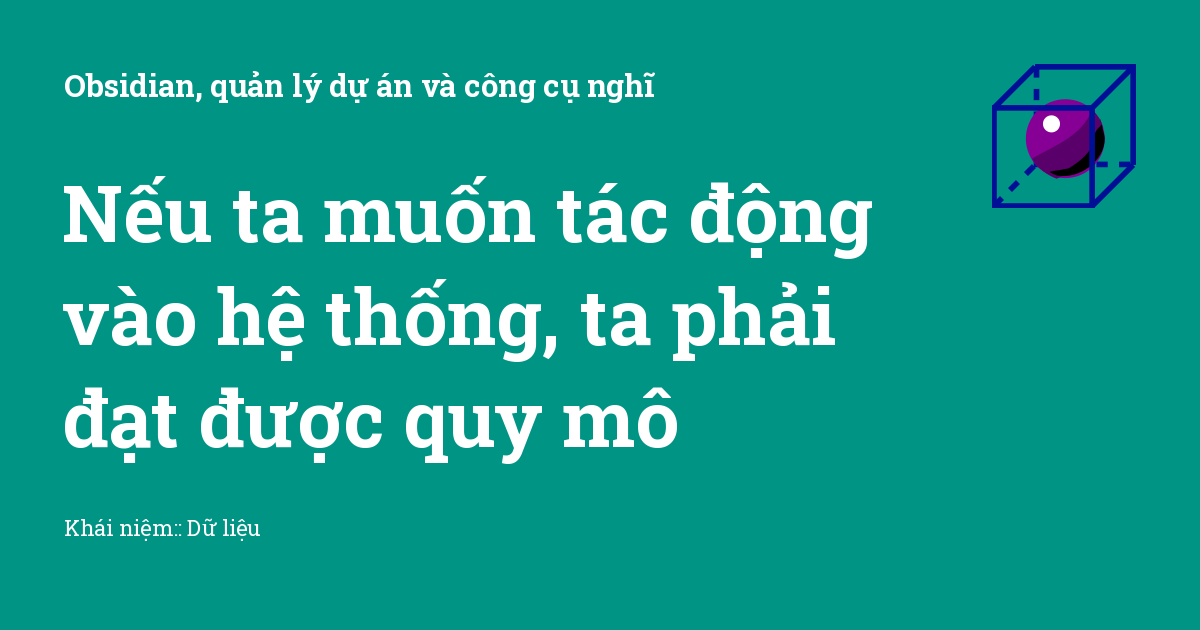 Obsidian, quản lý dự án và công cụ nghĩ
Nếu ta muốn tác động
vào hệ thống, ta phải
đạt được quy mô
Khái niệm:: Dữ liệu